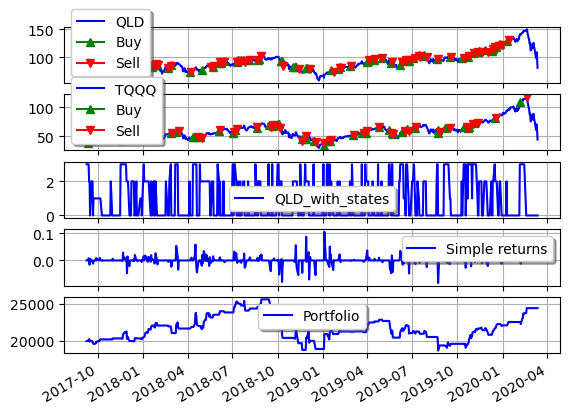 QLD
Buy
Sell
150
100
TQQQ
Buy
Sell
100
50
2
0
QLD_with_states
0.1
0.0
Simple returns
25000
20000
Portfolio
2017-10 2018-01 2018-04 2018-07 2018-10 2019-01 2019-04 2019-07 2019-10 2020-01 2020-04